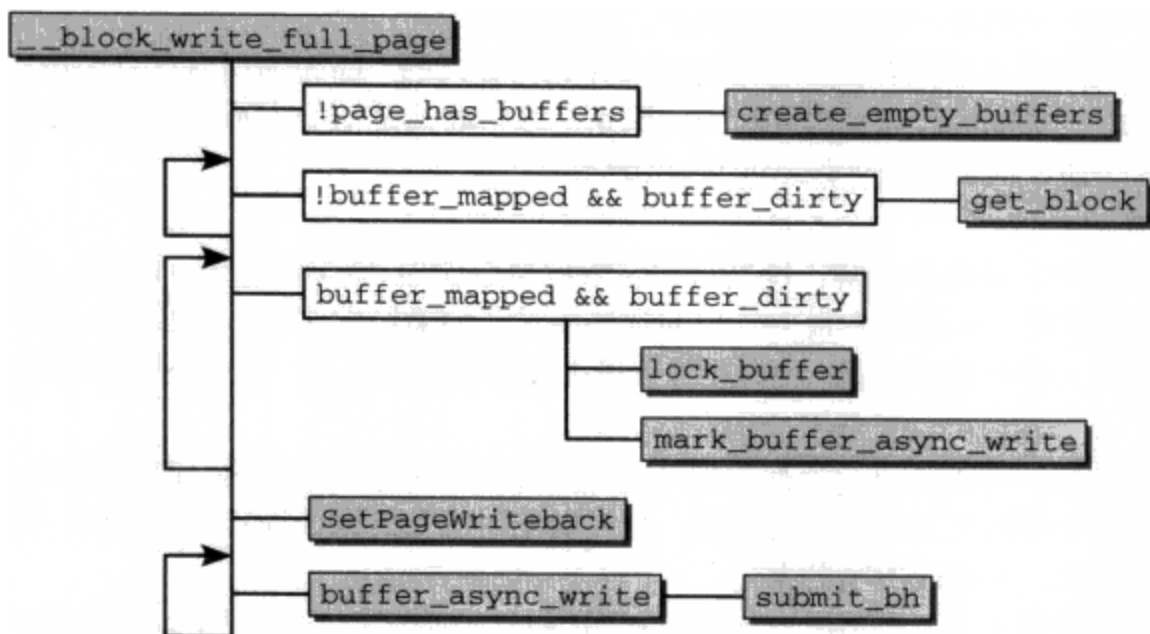 __block_write_full_page
!page_has_buffers create_empty_buffers
!buffer_mapped && buffer_dirty get_block
buffer_mapped && buffer_dirty
lock_buffer
mark_buffer_async_write
SetPageWriteback
buffer_async_write submit_bh